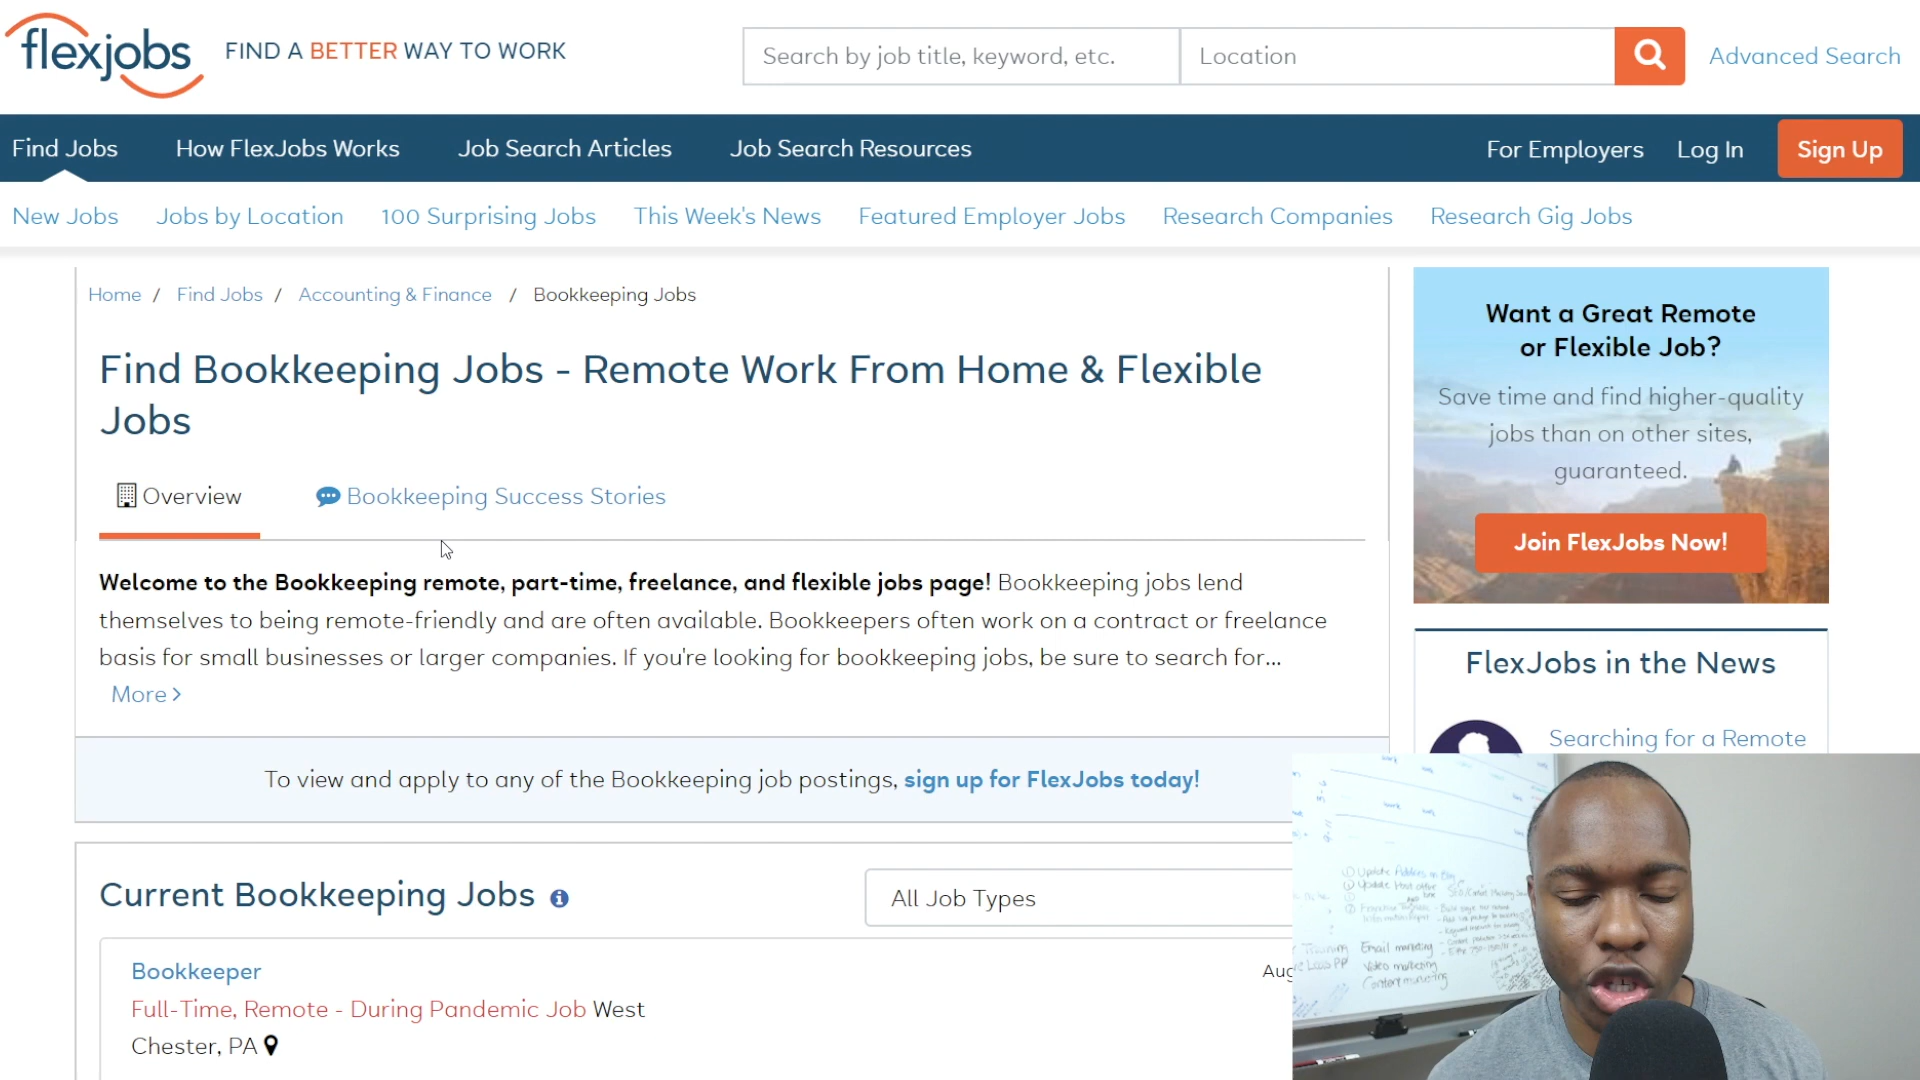 flexjobs
FIND A BETTER WAY TO WORK
Search by job title, keyword, etc.
Location
Advanced Search
Find Jobs
How FlexJobs Works
Job Search Articles
Job Search Resources
For Employers
Log In
Sign Up
New Jobs
Jobs by Location
100 Surprising Jobs
This Week's News
Featured Employer Jobs
Research Companies
Research Gig Jobs
Home / Find Jobs / Accounting & Finance / Bookkeeping Jobs
Find Bookkeeping Jobs - Remote Work From Home & Flexible
Jobs
Overview
Bookkeeping Success Stories
Welcome to the Bookkeeping remote, part-time, freelance, and flexible jobs page! Bookkeeping jobs lend
themselves to being remote-friendly and are often available. Bookkeepers often work on a contract or freelance
basis for small businesses or larger companies. If you're looking for bookkeeping jobs, be sure to search for...
More >
To view and apply to any of the Bookkeeping job postings, sign up for FlexJobs today!
Current Bookkeeping Jobs
All Job Types
Bookkeeper
Aug
Full-Time, Remote - During Pandemic Job West
Chester, PA
Want a Great Remote
or Flexible Job?
Save time and find higher-quality
jobs than on other sites,
guaranteed.
Join FlexJobs Now!
FlexJobs in the News
Searching for a Remote
Email marketing
Video marketing
Content marketing